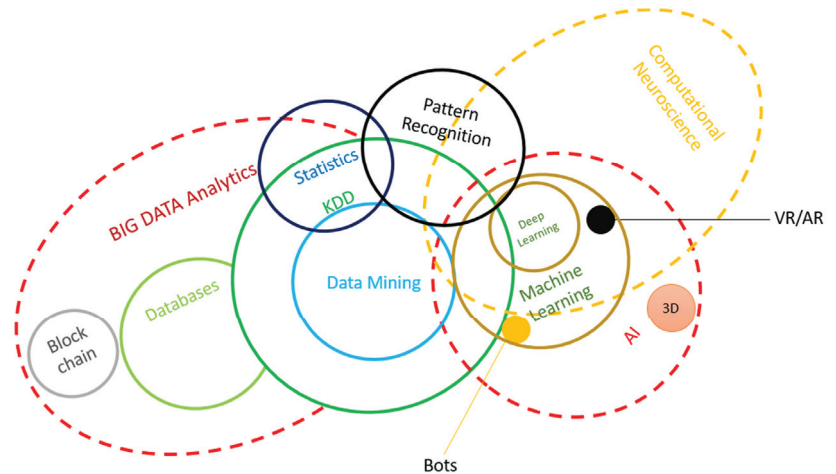 Computational
Neuroscience
Pattern
Recognition
Statistics
BIG DATA Analytics
KDD
Deep
Learning
VR/AR
Data Mining
Machine
Learning
Databases
3D
AI
Block
chain
Bots